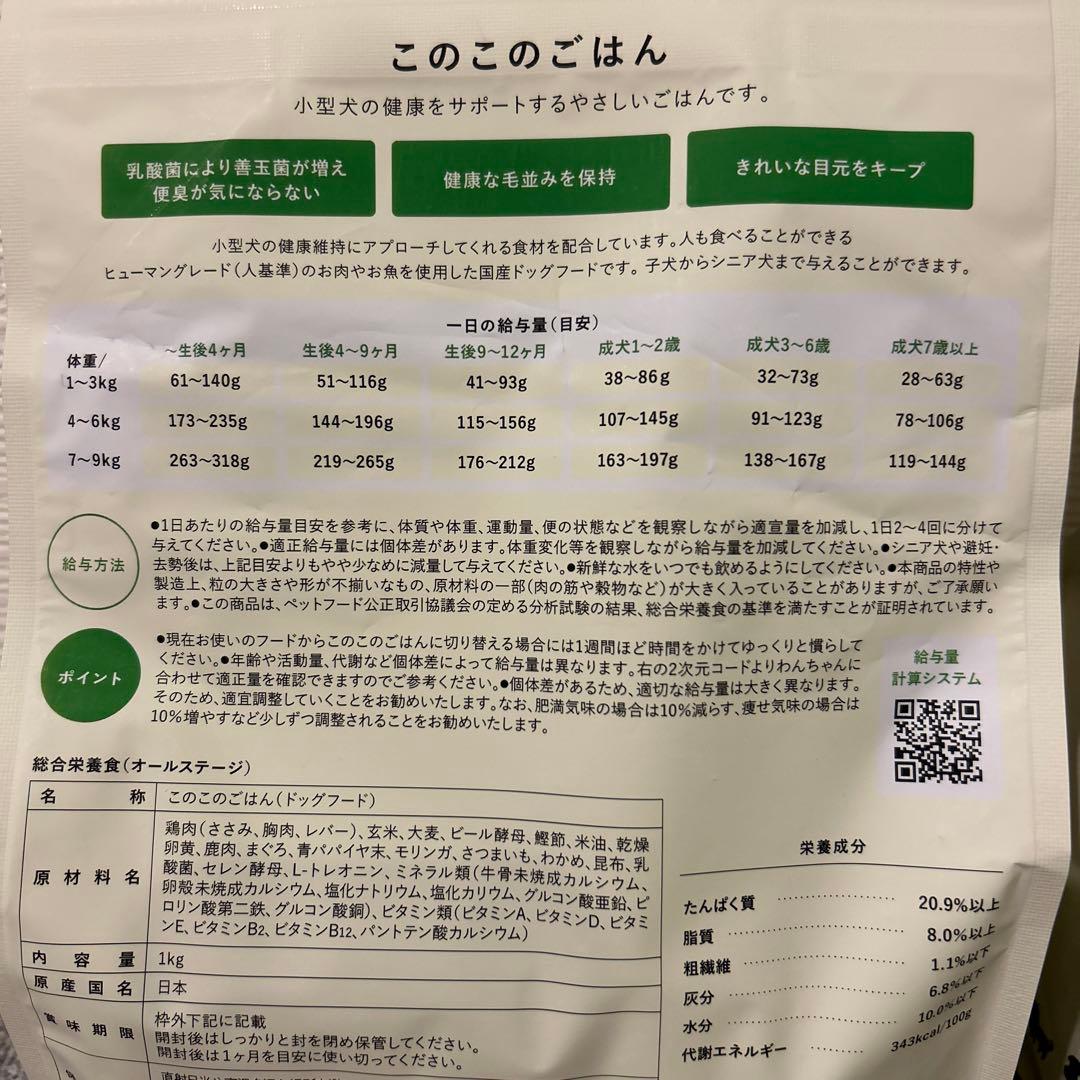 このこのごはん
小型犬の健康をサポートするやさしいごはんです。
乳酸菌により善玉菌が増え
便臭が気にならない
健康な毛並みを保持
きれいな目元をキープ
小型犬の健康維持にアプローチしてくれる食材を配合しています。人も食べることができる
ヒューマングレード(人基準)のお肉やお魚を使用した国産ドッグフードです。子犬からシニア犬まで与えることができます。
一日の給与量(目安)
体重/ ～生後4ヶ月 生後4～9ヶ月 生後9～12ヶ月 成犬1～2歳 成犬3～6歳 成犬7歳以上
1～3kg 61～140g 51～116g 41～93g 38～86g 32～73g 28～63g
4～6kg 173～235g 144～196g 115～156g 107～145g 91～123g 78～106g
7～9kg 263～318g 219～265g 176～212g 163～197g 138～167g 119～144g
給与方法
●1日あたりの給与量目安を参考に、体質や体重、運動量、便の状態などを観察しながら適宜量を加減し、1日2～4回に分けて
与えてください。●適正給与量には個体差があります。体重変化等を観察しながら給与量を加減してください。●シニア犬や避妊・
去勢後は、上記目安よりもやや少なめに減量して与えてください。●新鮮な水をいつでも飲めるようにしてください。●本商品の特性や
製造上、粒の大きさや形が不揃いなもの、原材料の一部(肉の筋や穀物など)が大きく入っていることがありますが、ご了承願い
ます。●この商品は、ペットフード公正取引協議会の定める分析試験の結果、総合栄養食の基準を満たすことが証明されています。
ポイント
●現在お使いのフードからこのこのごはんに切り替える場合には1週間ほど時間をかけてゆっくりと慣らして
ください。●年齢や活動量、代謝など個体差によって給与量は異なります。右の2次元コードよりわんちゃんに
合わせて適正量を確認できますのでご参考ください。●個体差があるため、適切な給与量は大きく異なります。
そのため、適宜調整していくことをお勧めいたします。なお、肥満気味の場合は10%減らす、痩せ気味の場合は
10%増やすなど少しずつ調整されることをお勧めいたします。
給与量
計算システム
総合栄養食(オールステージ)
名称 このこのごはん(ドッグフード)
原材料名
鶏肉(ささみ、胸肉、レバー)、玄米、大麦、ビール酵母、鰹節、米油、乾燥
卵黄、鹿肉、まぐろ、青パパイヤ末、モリンガ、さつまいも、わかめ、昆布、乳
酸菌、セレン酵母、L-トレオニン、ミネラル類(牛骨未焼成カルシウム、
卵殻未焼成カルシウム、塩化ナトリウム、塩化カリウム、グルコン酸亜鉛、ピ
ロリン酸第二鉄、グルコン酸銅)、ビタミン類(ビタミンA、ビタミンD、ビタミ
ンE、ビタミンB2、ビタミンB12、パントテン酸カルシウム)
内容量 1kg
原産国名 日本
賞味期限
枠外下記に記載
開封後はしっかりと封を閉め保管してください。
開封後は1ヶ月を目安に使い切ってください。
栄養成分
たんぱく質 20.9%以上
脂質 8.0%以上
粗繊維 1.1%以下
灰分 6.8%以下
水分 10.0%以下
代謝エネルギー 343kcal/100g